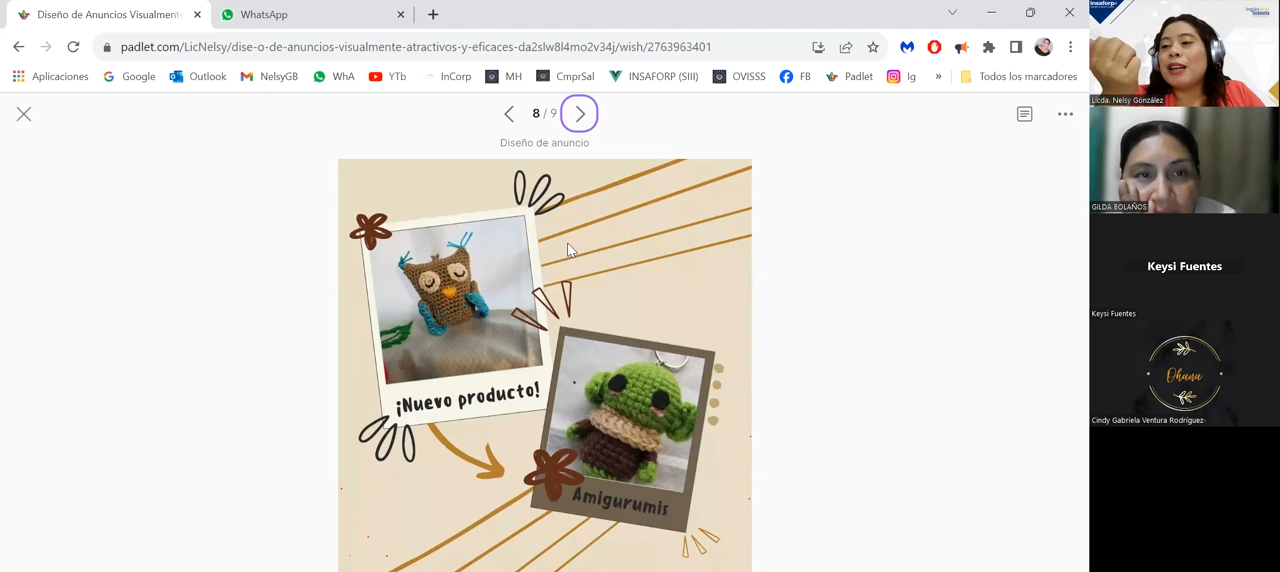 Diseño de Anuncios Visualment
WhatsApp
padlet.com/LicNelsy/dise-o-de-anuncios-visualmente-atractivos-y-eficaces-da2slw8l4mo2v34j/wish/2763963401
Aplicaciones
Google
Outlook
NelsyGB
WhA
YTb
InCorp
MH
CmprSal
INSAFORP (SIII)
OVISSS
FB
Padlet
Ig
»
Todos los marcadores
8 / 9
Diseño de anuncio
¡Nuevo producto!
Amigurumis
Insaforp
Licda. Nelsy González
GILDA BOLAÑOS
Keysi Fuentes
Keysi Fuentes
Ohana
Cindy Gabriela Ventura Rodríguez